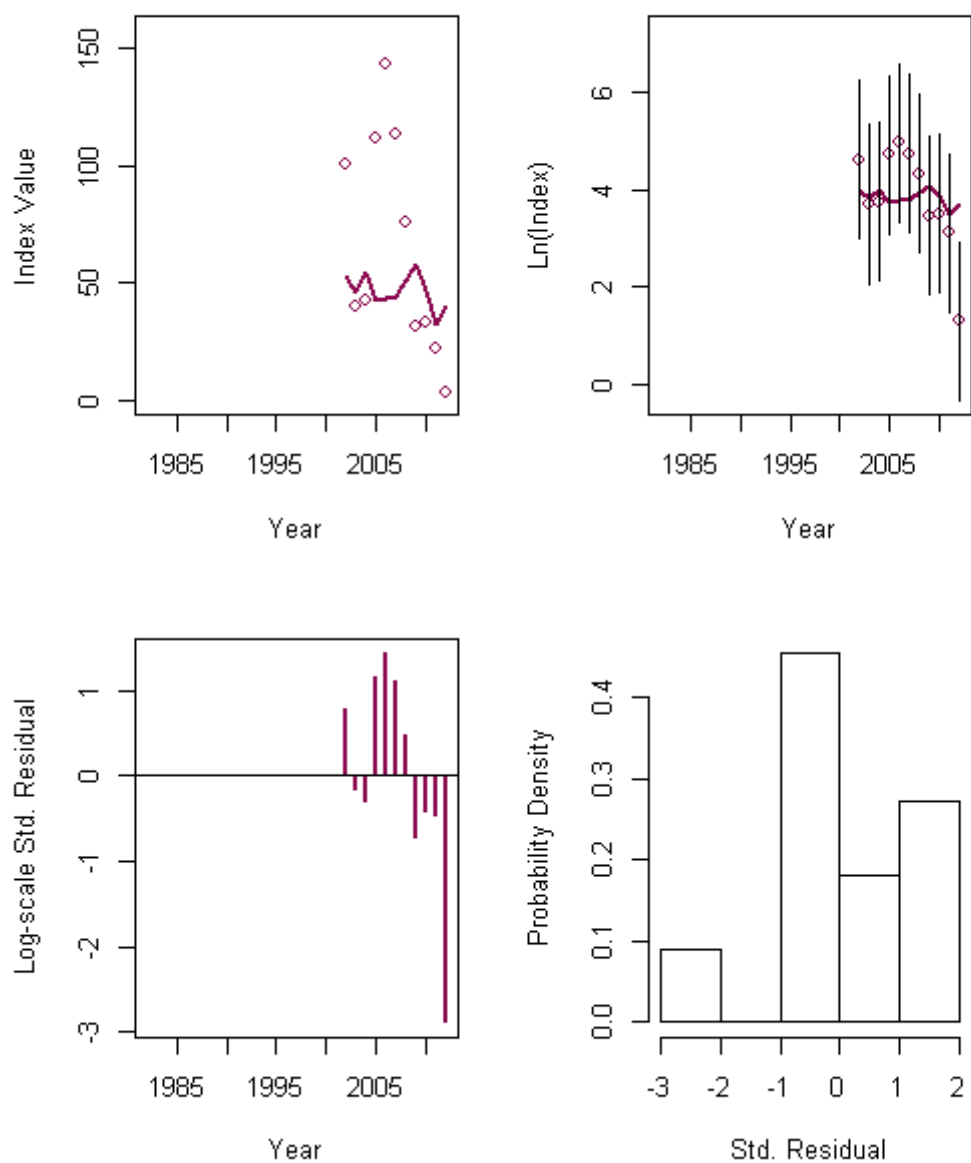 Index Value
150
100
50
0
1985 1995 2005
Year
Ln(Index)
6
4
2
0
1985 1995 2005
Year
Log-scale Std. Residual
1
0
-1
-2
-3
1985 1995 2005
Year
Probability Density
0.4
0.3
0.2
0.1
0.0
-3 -2 -1 0 1 2
Std. Residual